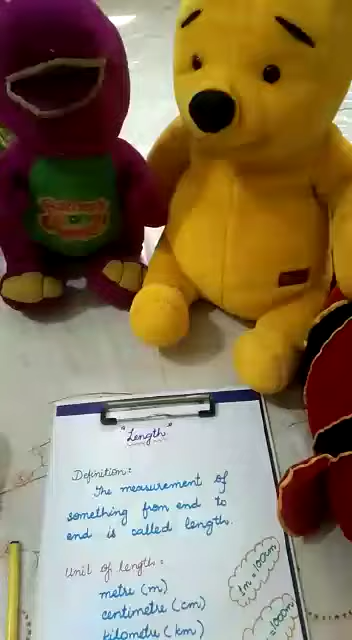 "Length"
Definition:
The measurement of
something from end to
end is called length.
Unit of length:
metre (m)
centimetre (cm)
kilometre (km)
1m = 100cm